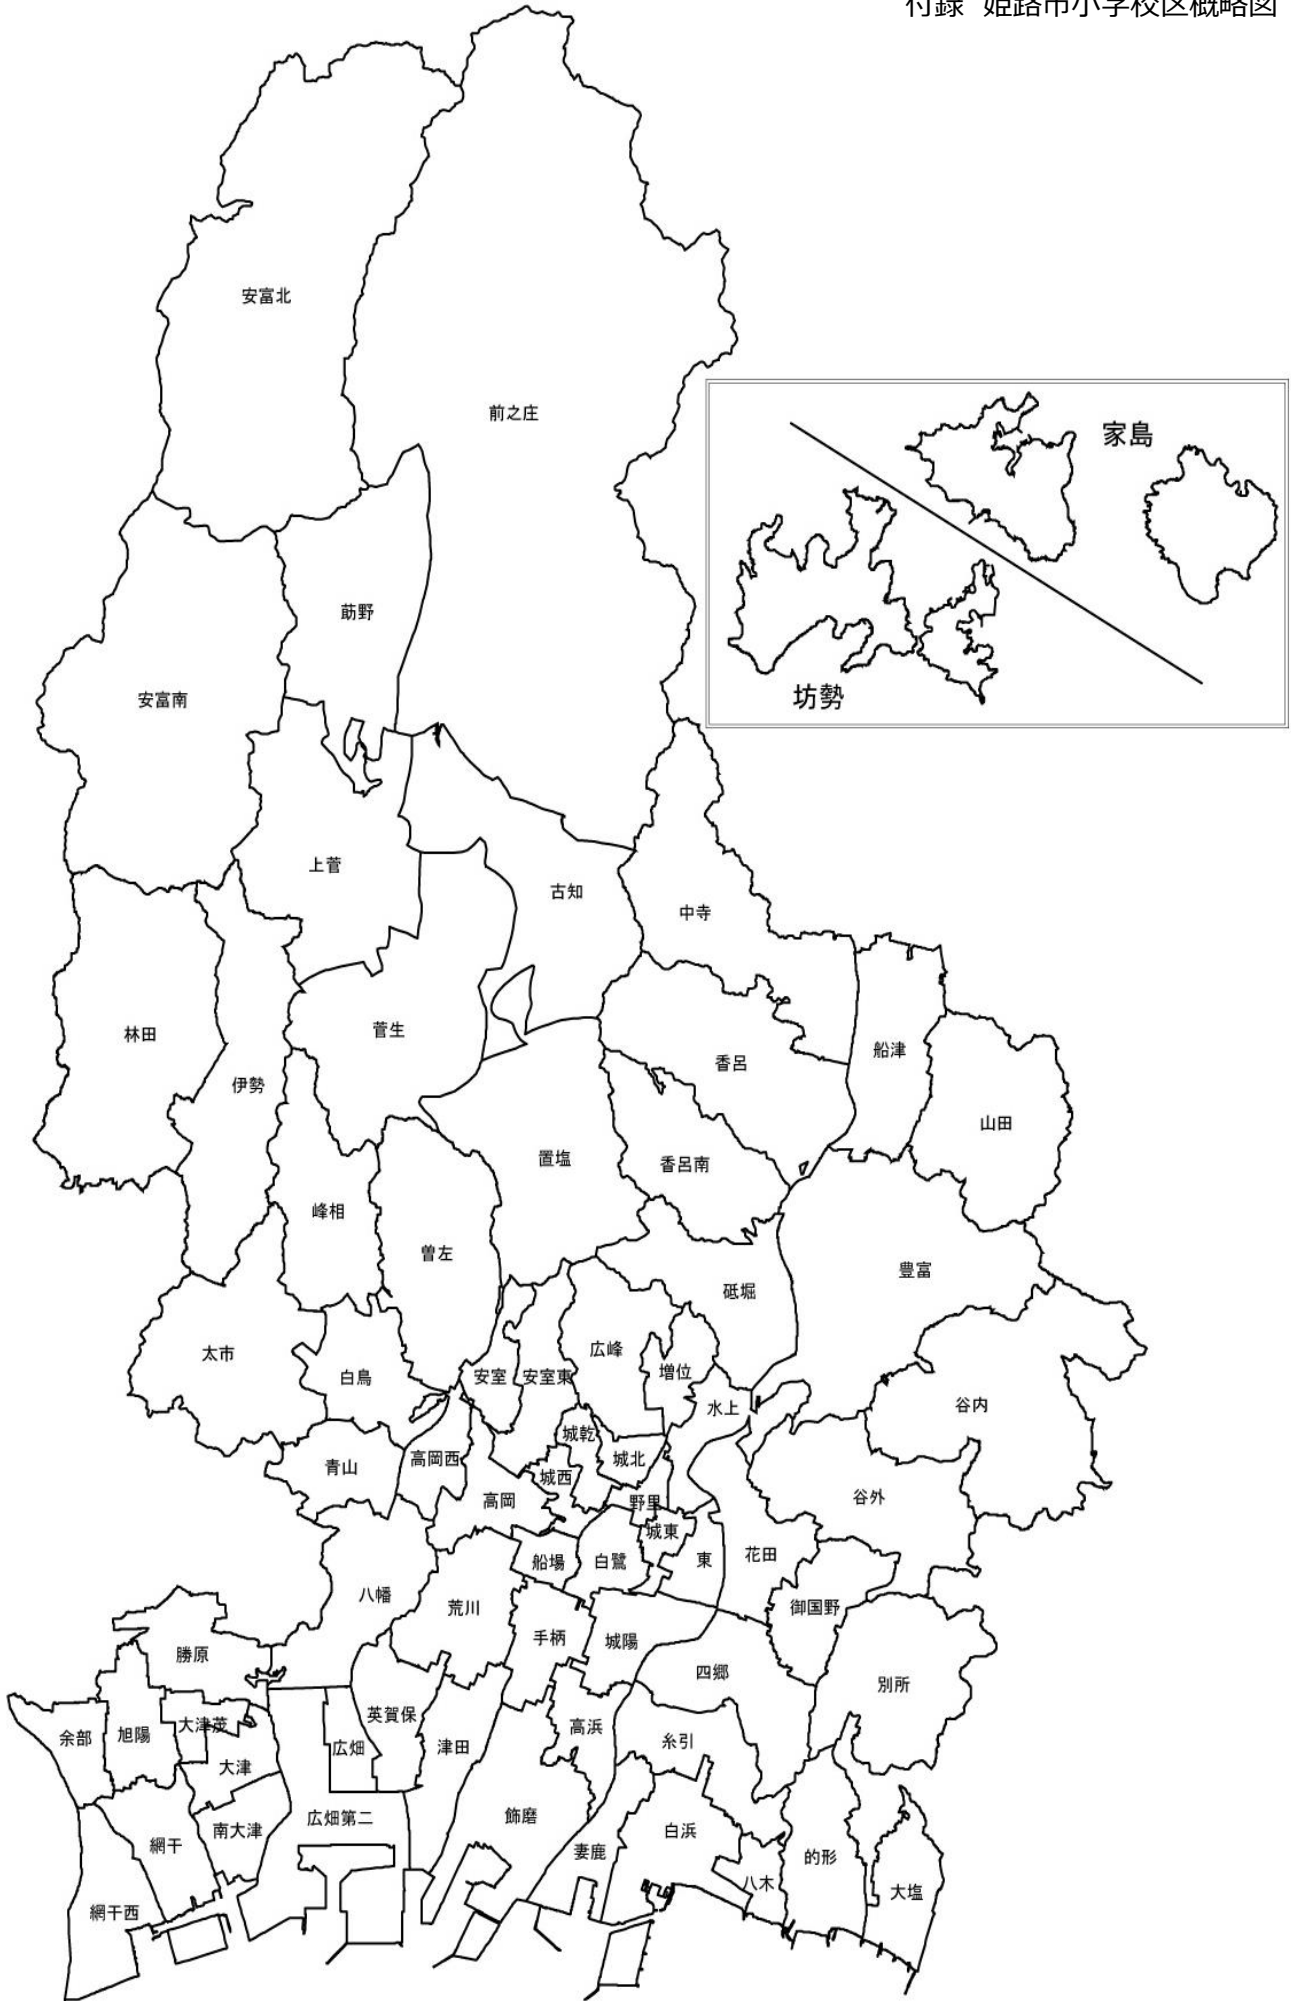 付録 姫路市小学校区概略図
安富北
前之庄
家島
坊勢
莇野
安富南
上菅
古知
中寺
林田
菅生
船津
香呂
伊勢
山田
置塩
香呂南
峰相
曽左
豊富
砥堀
太市
白鳥
安室
安室東
広峰
増位
水上
谷内
城乾
青山
高岡西
城北
城西
高岡
野里
谷外
城東
船場
白鷺
東
花田
八幡
荒川
御国野
手柄
城陽
勝原
四郷
別所
余部
旭陽
大津茂
英賀保
高浜
広畑
津田
糸引
大津
飾磨
広畑第二
南大津
網干
白浜
妻鹿
的形
八木
大塩
網干西